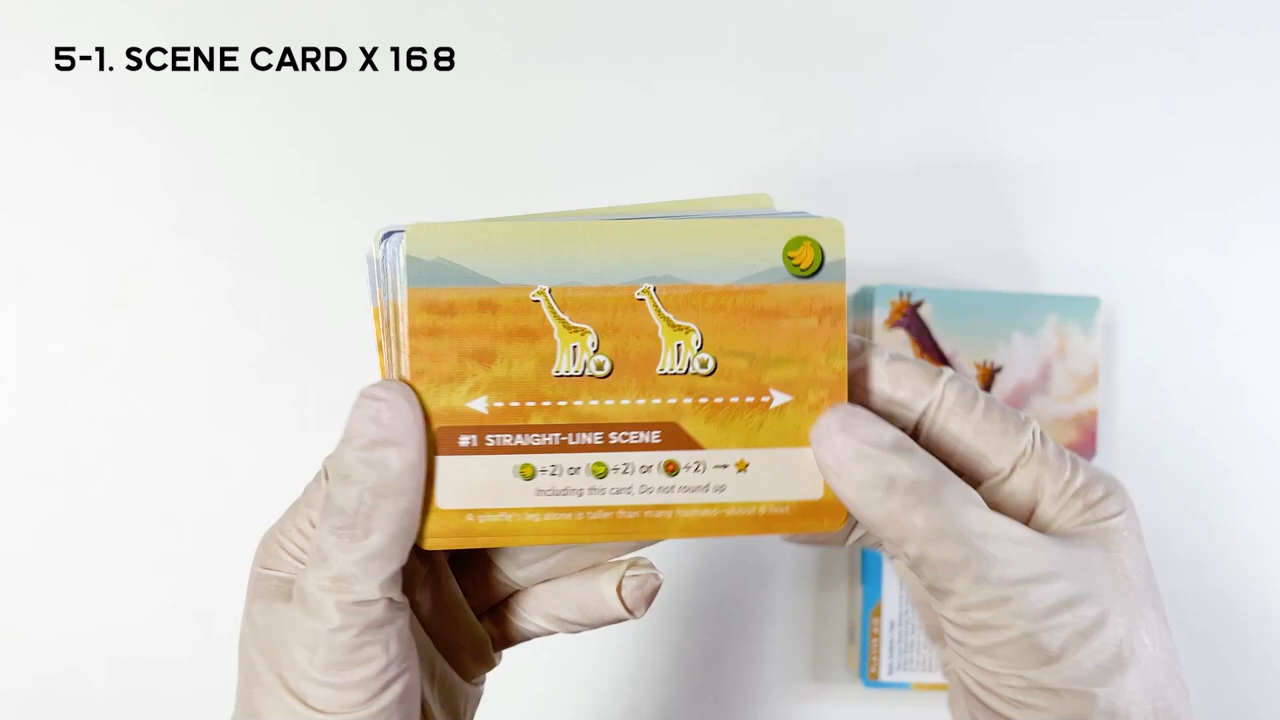 5-1. SCENE CARD X 168
#1 STRAIGHT-LINE SCENE
(÷2) or (÷2) or (÷2) →
Including this card, Do not round up
A giraffe's leg alone is taller than many humans—about 6 feet.